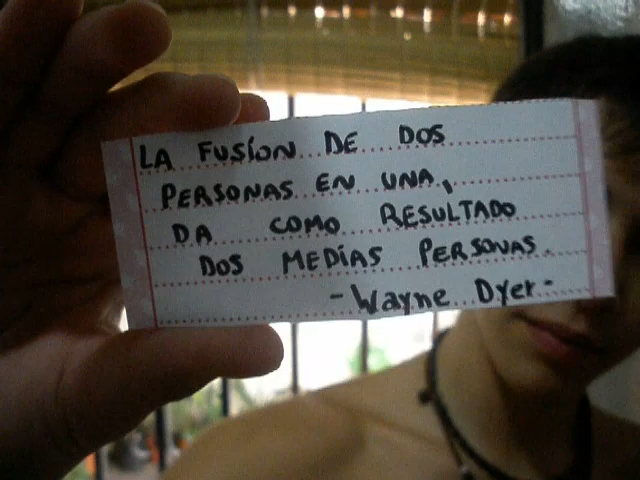 LA FUSÍON DE DOS
PERSONAS EN UNA,
DA COMO RESULTADO
DOS MEDÍAS PERSONAS.
-Wayne Dyer-